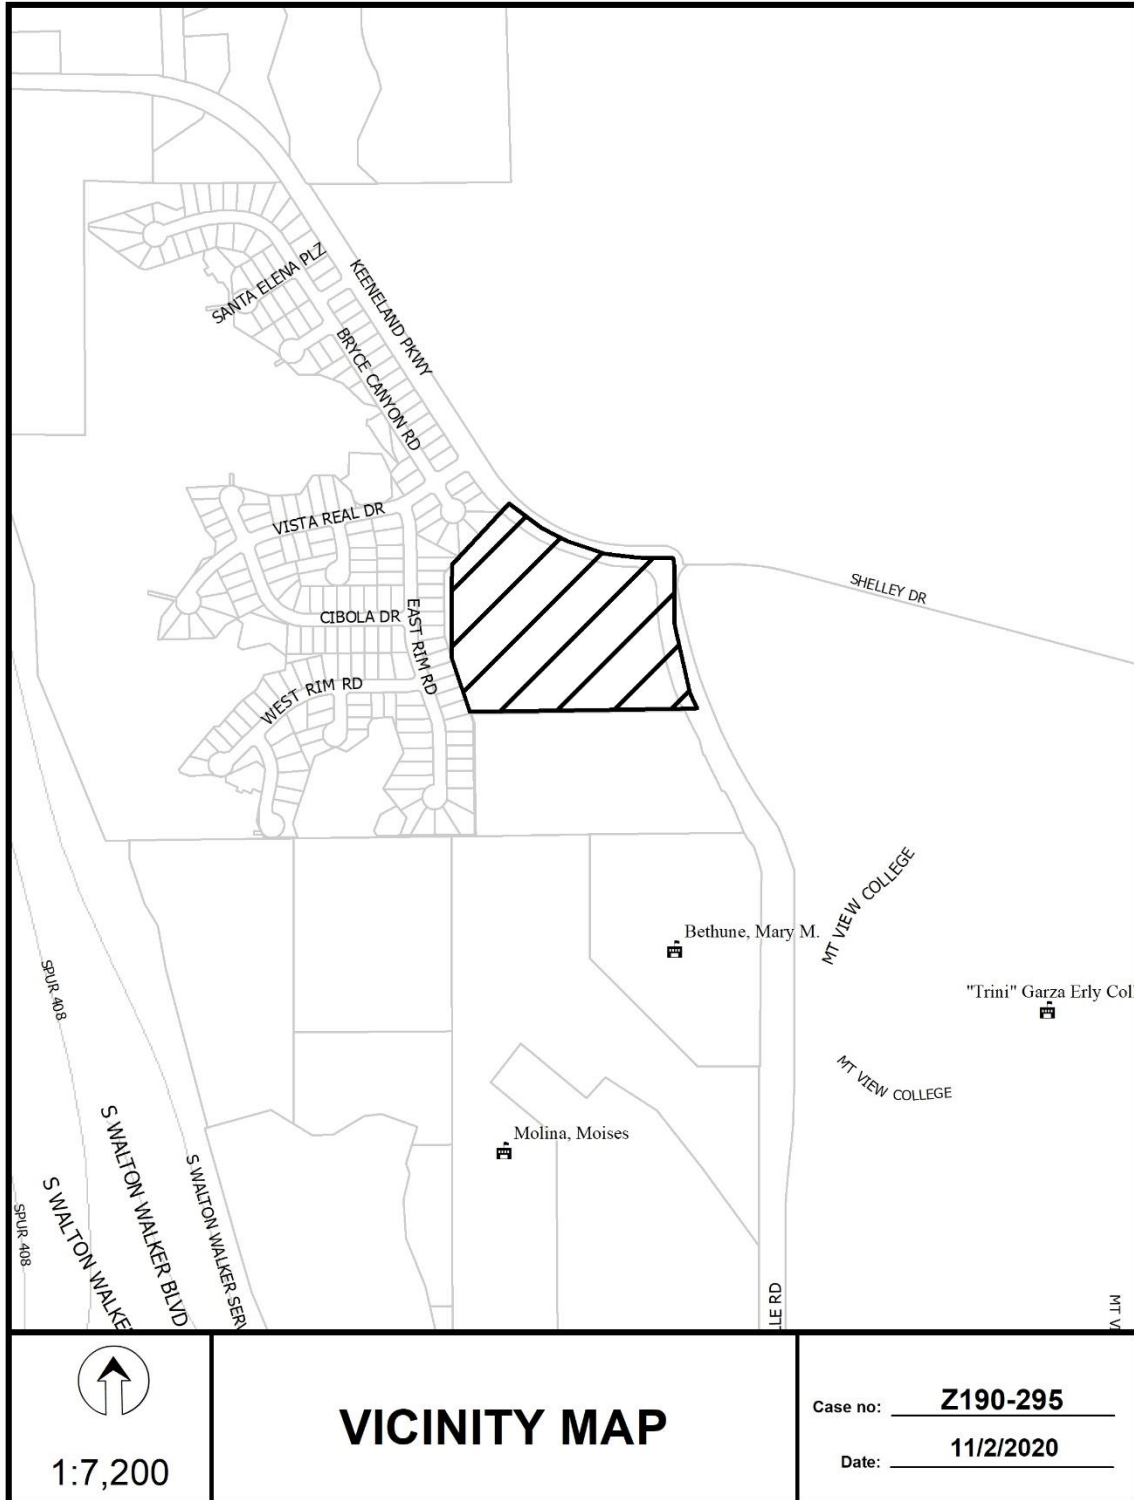 SANTA ELENA PLZ
KEENELAND PKWY
BRYCE CANYON RD
VISTA REAL DR
SHELLEY DR
CIBOLA DR
EAST RIM RD
WEST RIM RD
MT VIEW COLLEGE
Bethune, Mary M.
SPUR 408
"Trini" Garza Erly Col
MT VIEW COLLEGE
Molina, Moises
S WALTON WALKER BLVD
S WALTON WALKER SERV
S WALTON WALKE
SPUR 408
LLE RD
MT VI
1:7,200
VICINITY MAP
Case no: Z190-295
Date: 11/2/2020